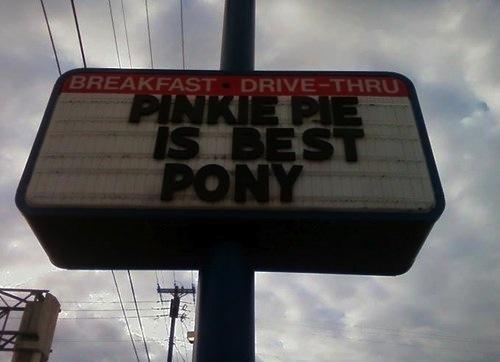 BREAKFAST • DRIVE-THRU
PINKIE PIE
IS BEST
PONY